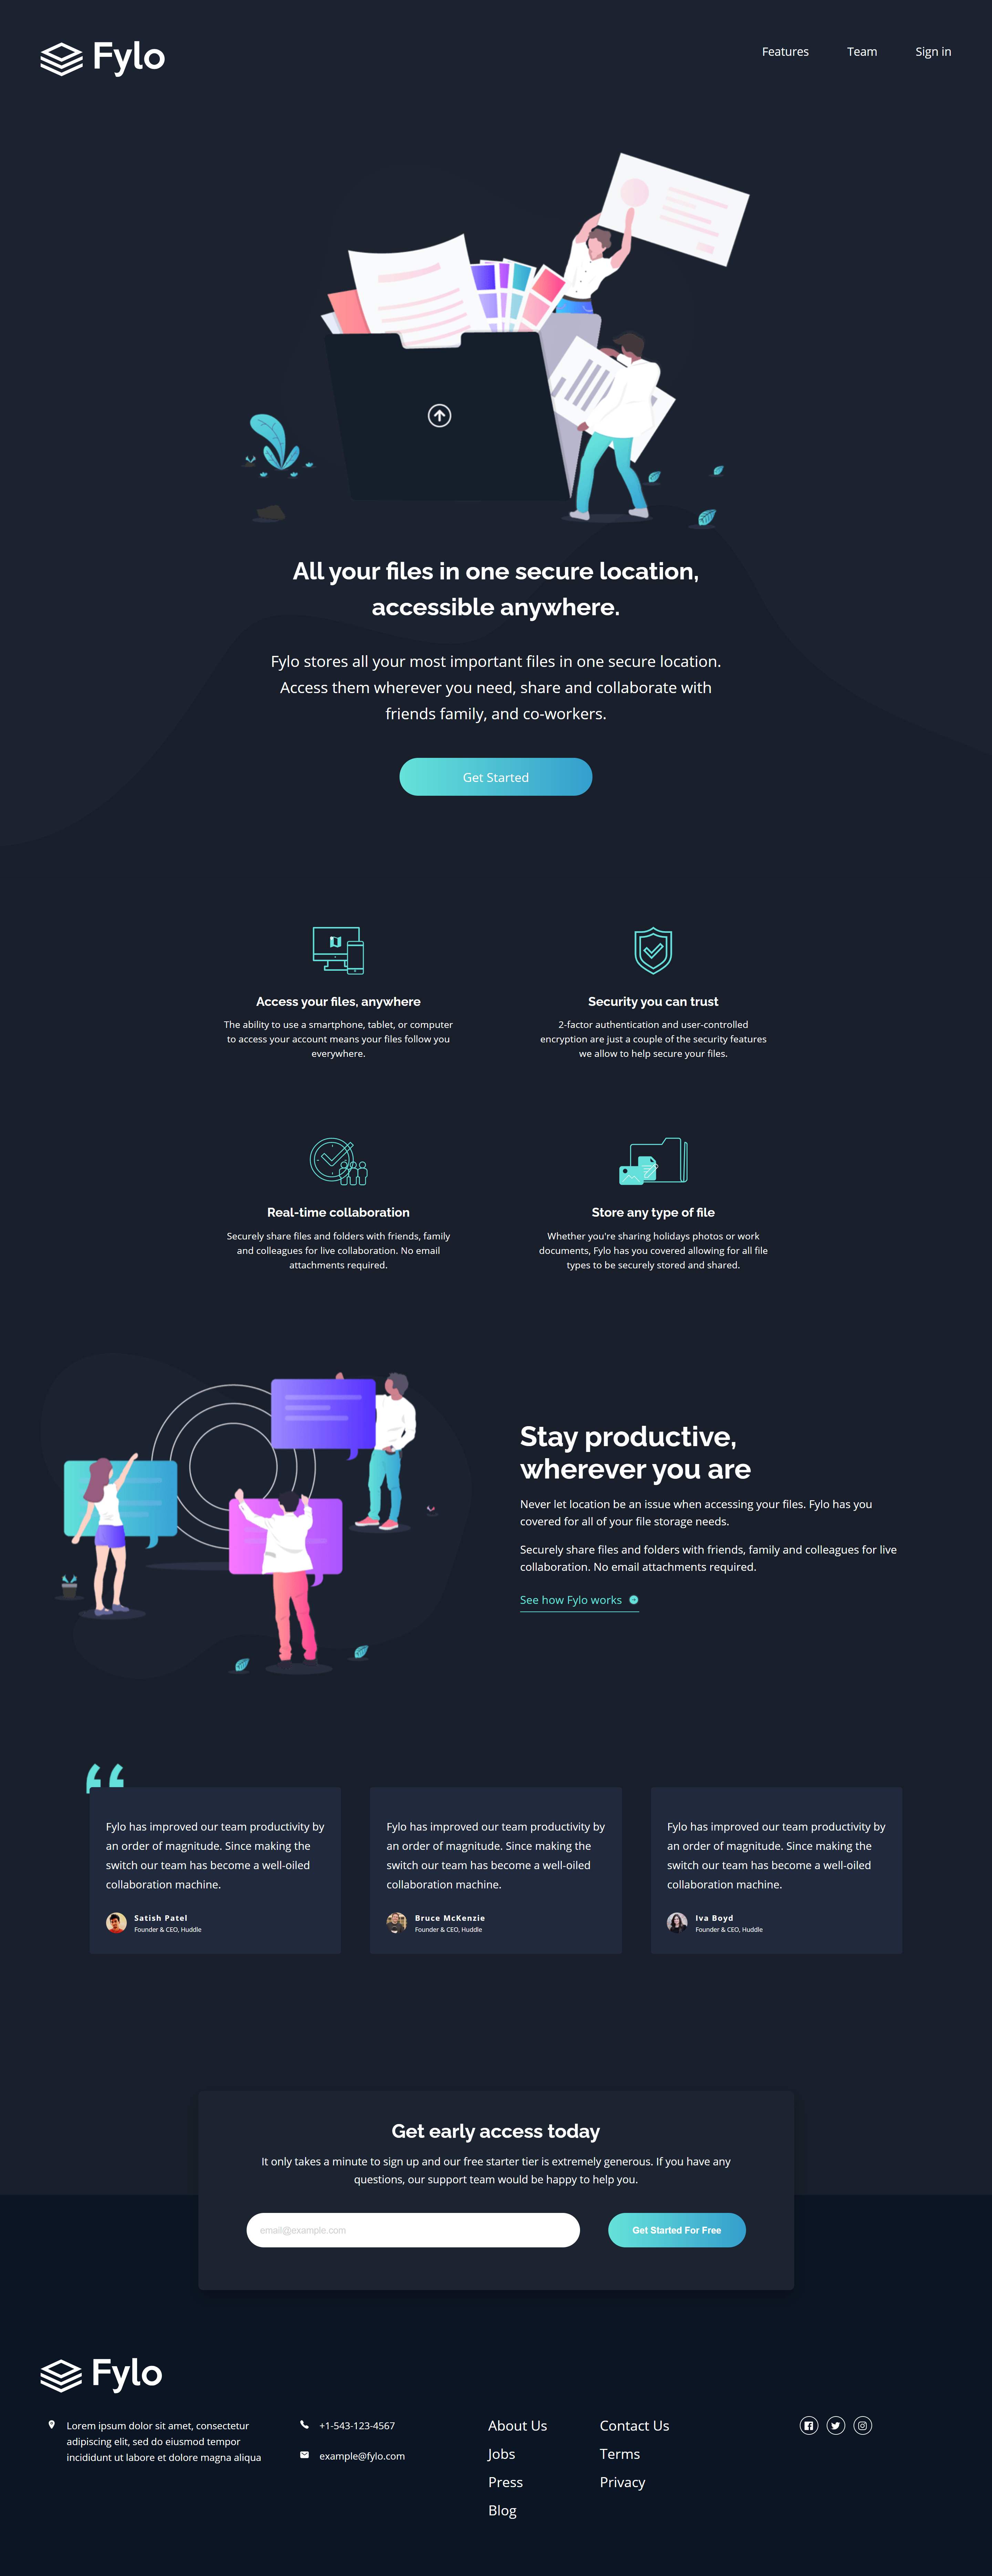 Fylo
Features
Team
Sign in
All your files in one secure location,
accessible anywhere.
Fylo stores all your most important files in one secure location.
Access them wherever you need, share and collaborate with
friends family, and co-workers.
Get Started
Access your files, anywhere
The ability to use a smartphone, tablet, or computer
to access your account means your files follow you
everywhere.
Security you can trust
2-factor authentication and user-controlled
encryption are just a couple of the security features
we allow to help secure your files.
Real-time collaboration
Securely share files and folders with friends, family
and colleagues for live collaboration. No email
attachments required.
Store any type of file
Whether you're sharing holidays photos or work
documents, Fylo has you covered allowing for all file
types to be securely stored and shared.
Stay productive,
wherever you are
Never let location be an issue when accessing your files. Fylo has you
covered for all of your file storage needs.
Securely share files and folders with friends, family and colleagues for live
collaboration. No email attachments required.
See how Fylo works
Fylo has improved our team productivity by
an order of magnitude. Since making the
switch our team has become a well-oiled
collaboration machine.
Satish Patel
Founder & CEO, Huddle
Fylo has improved our team productivity by
an order of magnitude. Since making the
switch our team has become a well-oiled
collaboration machine.
Bruce McKenzie
Founder & CEO, Huddle
Fylo has improved our team productivity by
an order of magnitude. Since making the
switch our team has become a well-oiled
collaboration machine.
Iva Boyd
Founder & CEO, Huddle
Get early access today
It only takes a minute to sign up and our free starter tier is extremely generous. If you have any
questions, our support team would be happy to help you.
email@example.com
Get Started For Free
Fylo
Lorem ipsum dolor sit amet, consectetur
adipiscing elit, sed do eiusmod tempor
incididunt ut labore et dolore magna aliqua
+1-543-123-4567
example@fylo.com
About Us
Jobs
Press
Blog
Contact Us
Terms
Privacy